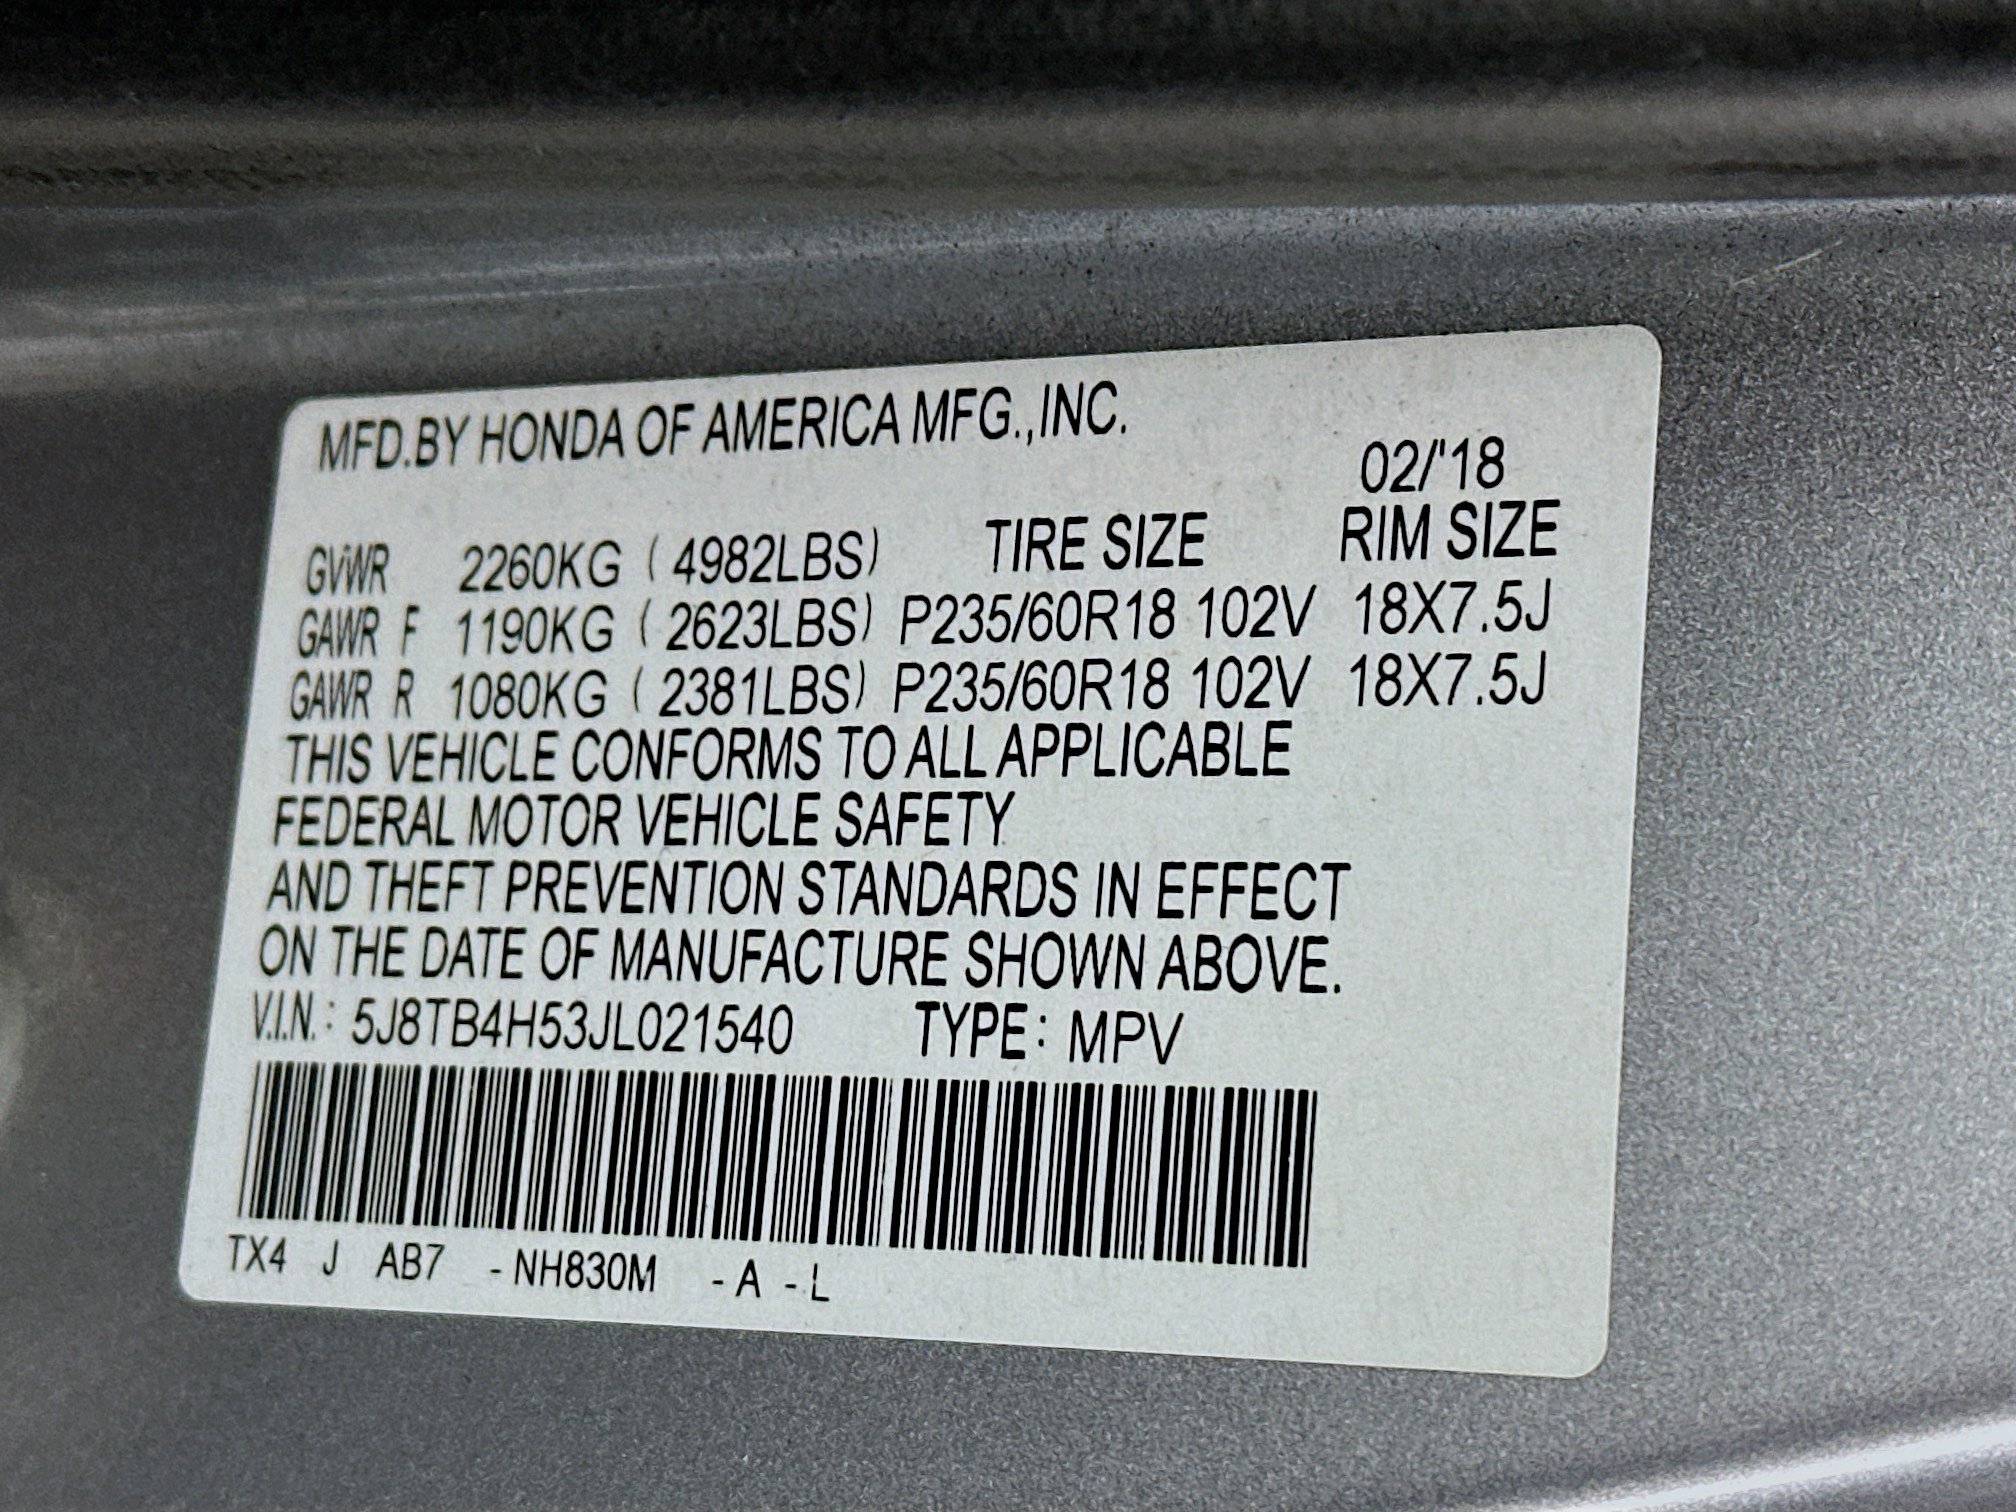 MFD.BY HONDA OF AMERICA MFG.,INC.
02/'18
GVWR 2260KG ( 4982LBS) TIRE SIZE RIM SIZE
GAWR F 1190KG ( 2623LBS) P235/60R18 102V 18X7.5J
GAWR R 1080KG ( 2381LBS) P235/60R18 102V 18X7.5J
THIS VEHICLE CONFORMS TO ALL APPLICABLE
FEDERAL MOTOR VEHICLE SAFETY
AND THEFT PREVENTION STANDARDS IN EFFECT
ON THE DATE OF MANUFACTURE SHOWN ABOVE.
V.I.N.: 5J8TB4H53JL021540 TYPE: MPV
TX4 J AB7 -NH830M -A -L